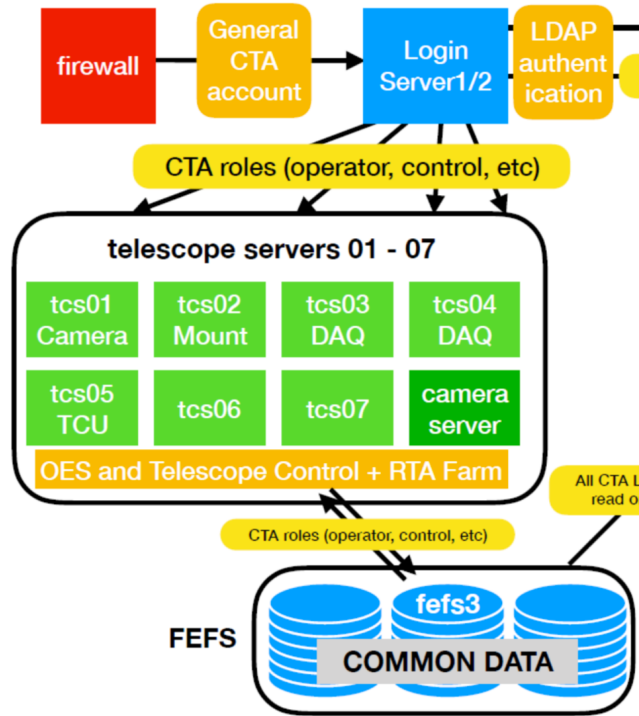 firewall
General
CTA
account
Login
Server1/2
LDAP
authent
ication
CTA roles (operator, control, etc)
telescope servers 01 - 07
tcs01
Camera
tcs02
Mount
tcs03
DAQ
tcs04
DAQ
tcs05
TCU
tcs06
tcs07
camera
server
OES and Telescope Control + RTA Farm
All CTA L
read o
CTA roles (operator, control, etc)
fefs3
FEFS
COMMON DATA